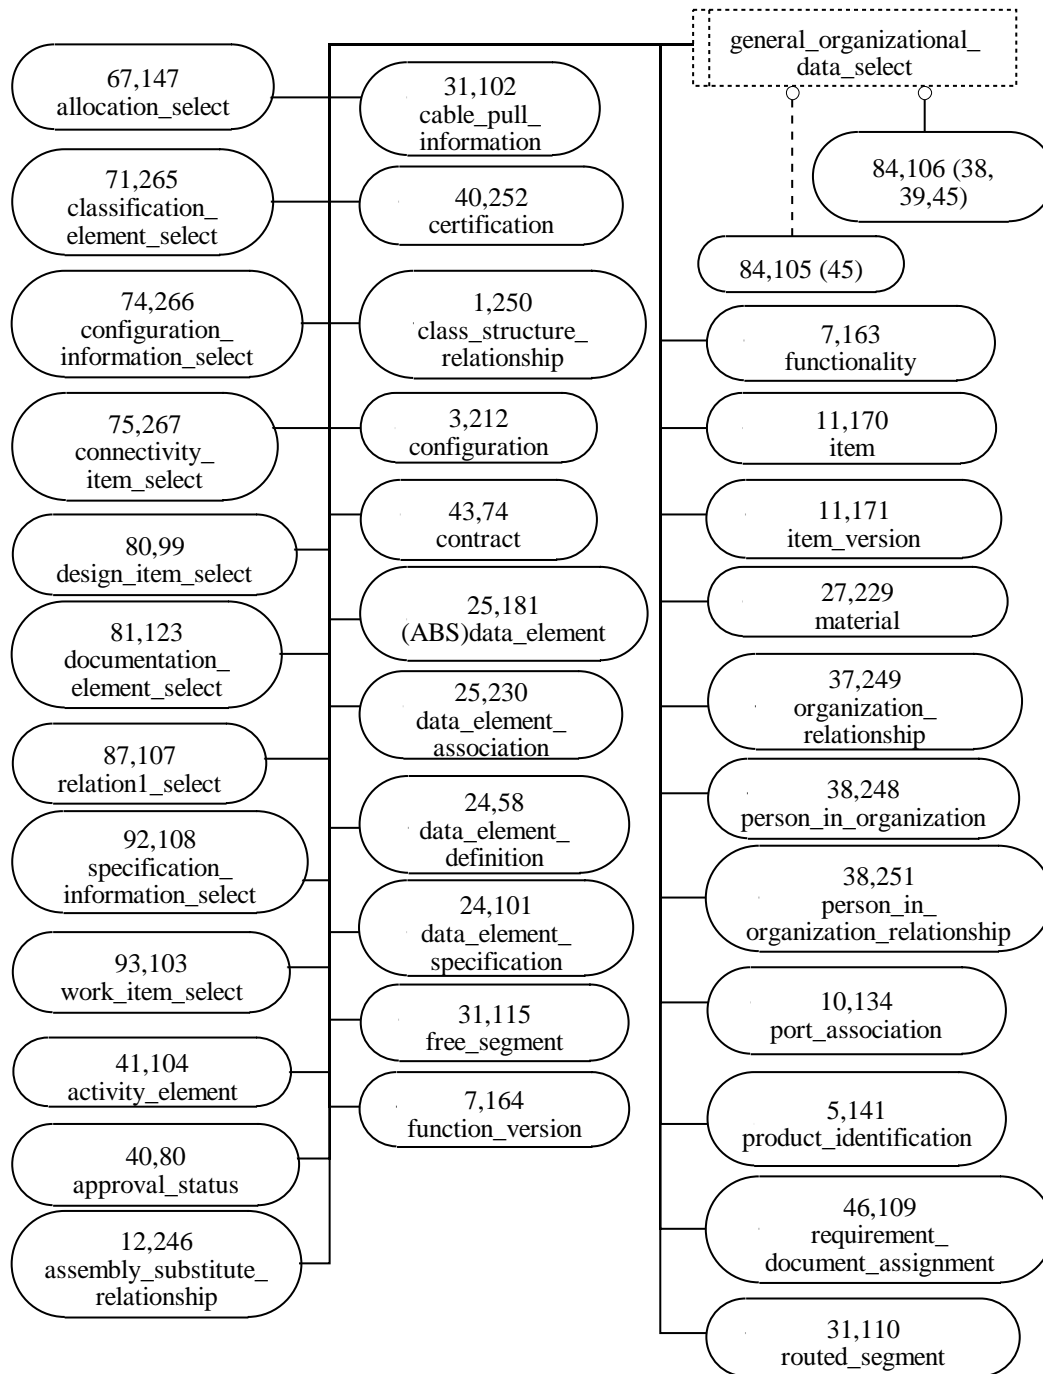 general_organizational_
data_select
84,106 (38,
39,45)
84,105 (45)
67,147
allocation_select
71,265
classification_
element_select
74,266
configuration_
information_select
75,267
connectivity_
item_select
80,99
design_item_select
81,123
documentation_
element_select
87,107
relation1_select
92,108
specification_
information_select
93,103
work_item_select
41,104
activity_element
40,80
approval_status
12,246
assembly_substitute_
relationship
31,102
cable_pull_
information
40,252
certification
1,250
class_structure_
relationship
3,212
configuration
43,74
contract
25,181
(ABS)data_element
25,230
data_element_
association
24,58
data_element_
definition
24,101
data_element_
specification
31,115
free_segment
7,164
function_version
7,163
functionality
11,170
item
11,171
item_version
27,229
material
37,249
organization_
relationship
38,248
person_in_organization
38,251
person_in_
organization_relationship
10,134
port_association
5,141
product_identification
46,109
requirement_
document_assignment
31,110
routed_segment